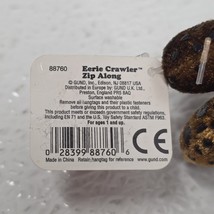 88760
Eerie Crawler™
Zip Along
© GUND, Inc. Edison, NJ 08817 USA
Distributed in Europe by: GUND U.K. Ltd.
Preston, England PR5 8AG
Surface washable
Remove all hangtags and their plastic fasteners
before giving this product to a child.
This item meets or exceeds government safety regulations,
including EN 71 and the U.S. Toy Safety Standard ASTM F963.
For ages 1 and up.
0 28399 88760 6
CE
Made in China Retain hangtag for reference www.gund.com